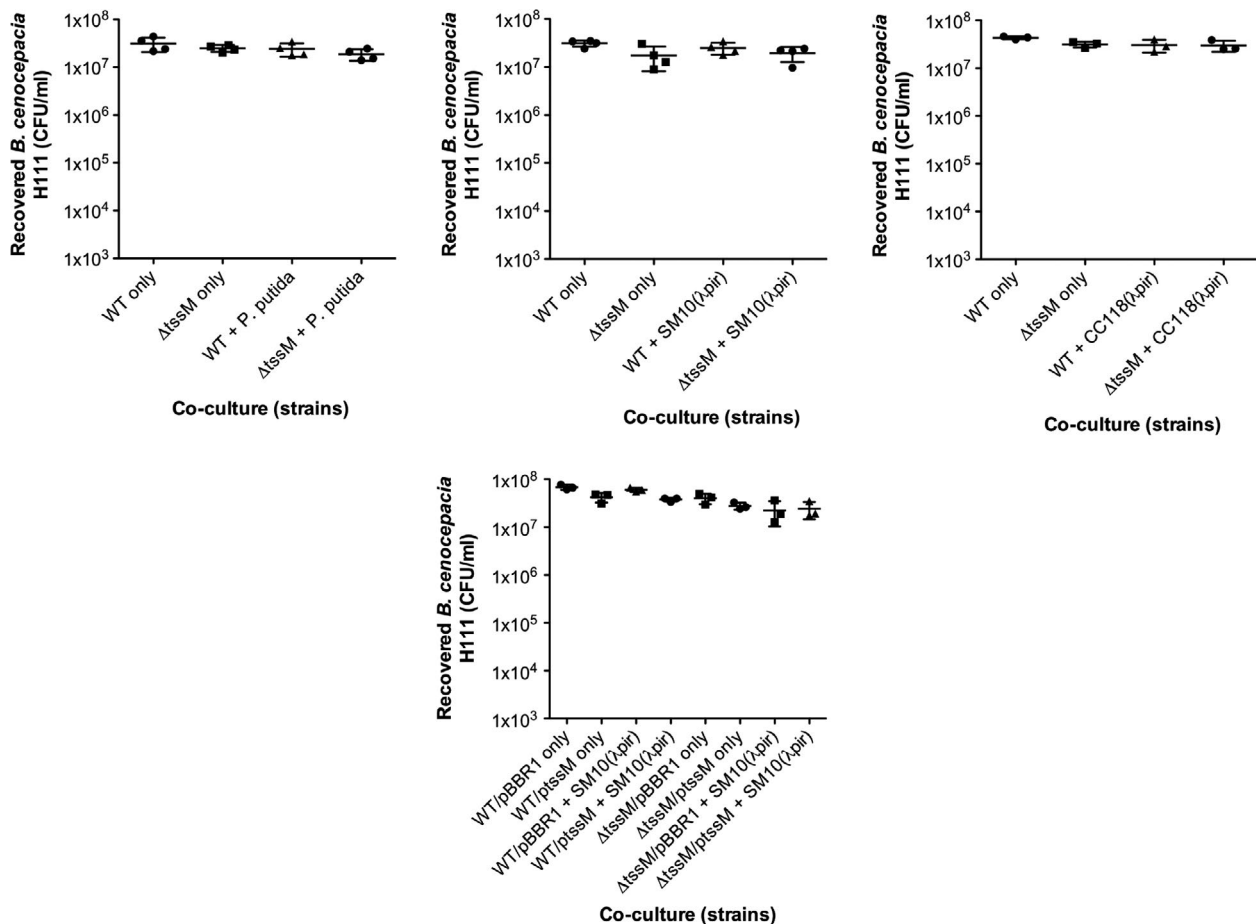 Recovered B. cenocepacia
H111 (CFU/ml)
1x10⁸
1x10⁷
1x10⁶
1x10⁵
1x10⁴
1x10³
WT only
ΔtssM only
WT + P. putida
ΔtssM + P. putida
Co-culture (strains)
Recovered B. cenocepacia
H111 (CFU/ml)
1x10⁸
1x10⁷
1x10⁶
1x10⁵
1x10⁴
1x10³
WT only
ΔtssM only
WT + SM10(λpir)
ΔtssM + SM10(λpir)
Co-culture (strains)
Recovered B. cenocepacia
H111 (CFU/ml)
1x10⁸
1x10⁷
1x10⁶
1x10⁵
1x10⁴
1x10³
WT only
ΔtssM only
WT + CC118(λpir)
ΔtssM + CC118(λpir)
Co-culture (strains)
Recovered B. cenocepacia
H111 (CFU/ml)
1x10⁸
1x10⁷
1x10⁶
1x10⁵
1x10⁴
1x10³
WT/pBBR1 only
WT/ptssM only
WT/pBBR1 + SM10(λpir)
WT/ptssM + SM10(λpir)
ΔtssM/pBBR1 only
ΔtssM/ptssM only
ΔtssM/pBBR1 + SM10(λpir)
ΔtssM/ptssM + SM10(λpir)
Co-culture (strains)